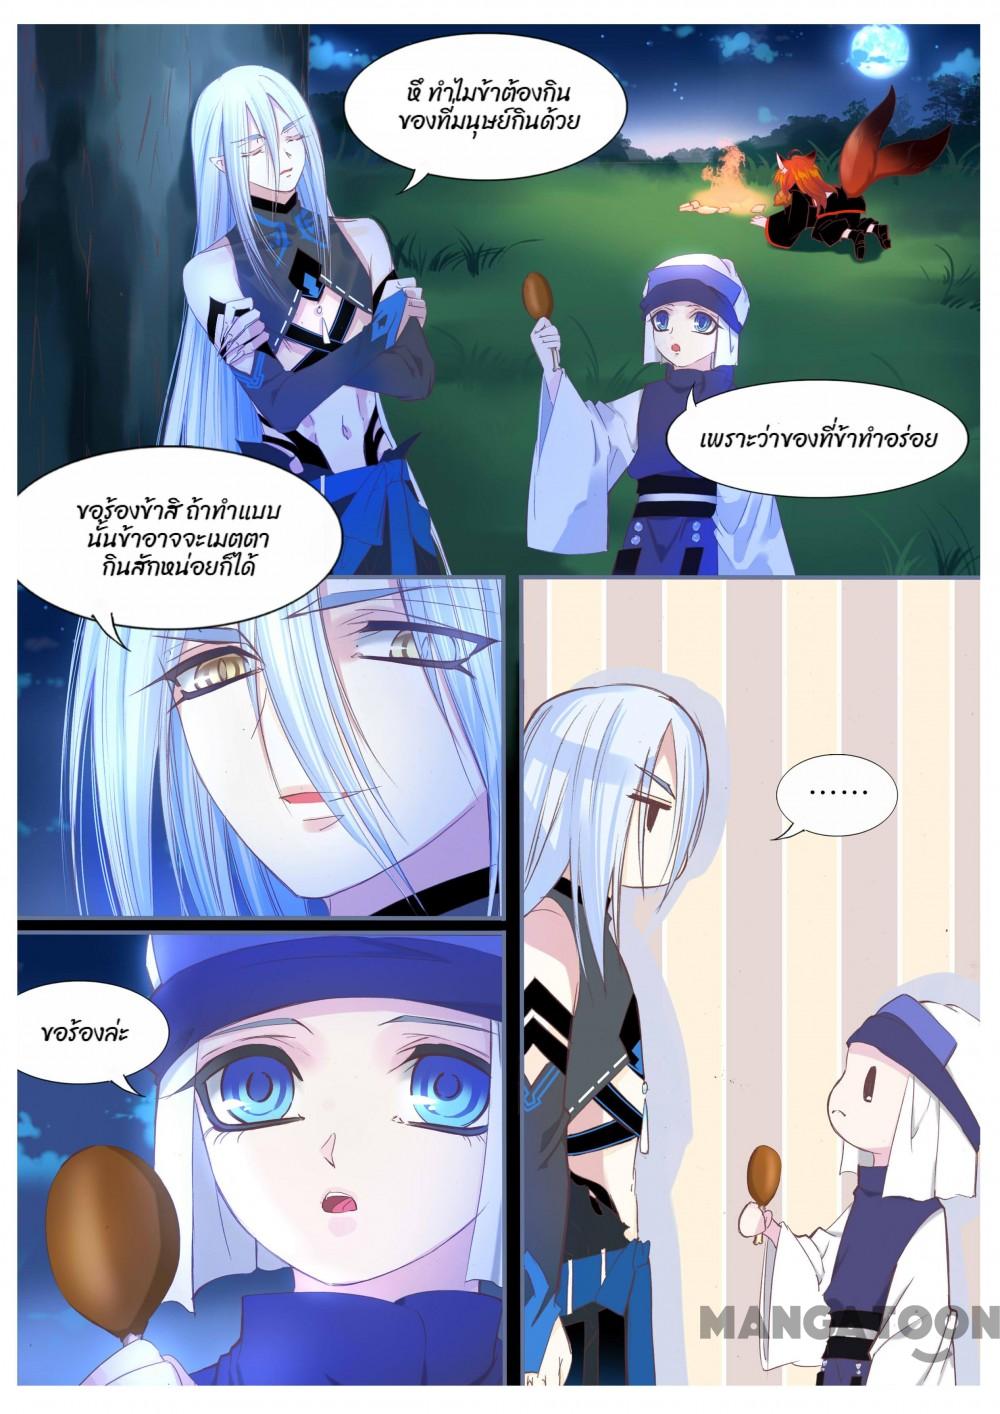 หึ ทำไมข้าต้องกิน
ของที่มนุษย์กินด้วย
เพราะว่าของที่ข้าทำอร่อย
ขอร้องข้าสิ ถ้าทำแบบ
นั้นข้าอาจจะเมตตา
กินสักหน่อยก็ได้
......
ขอร้องล่ะ
MANGATOON